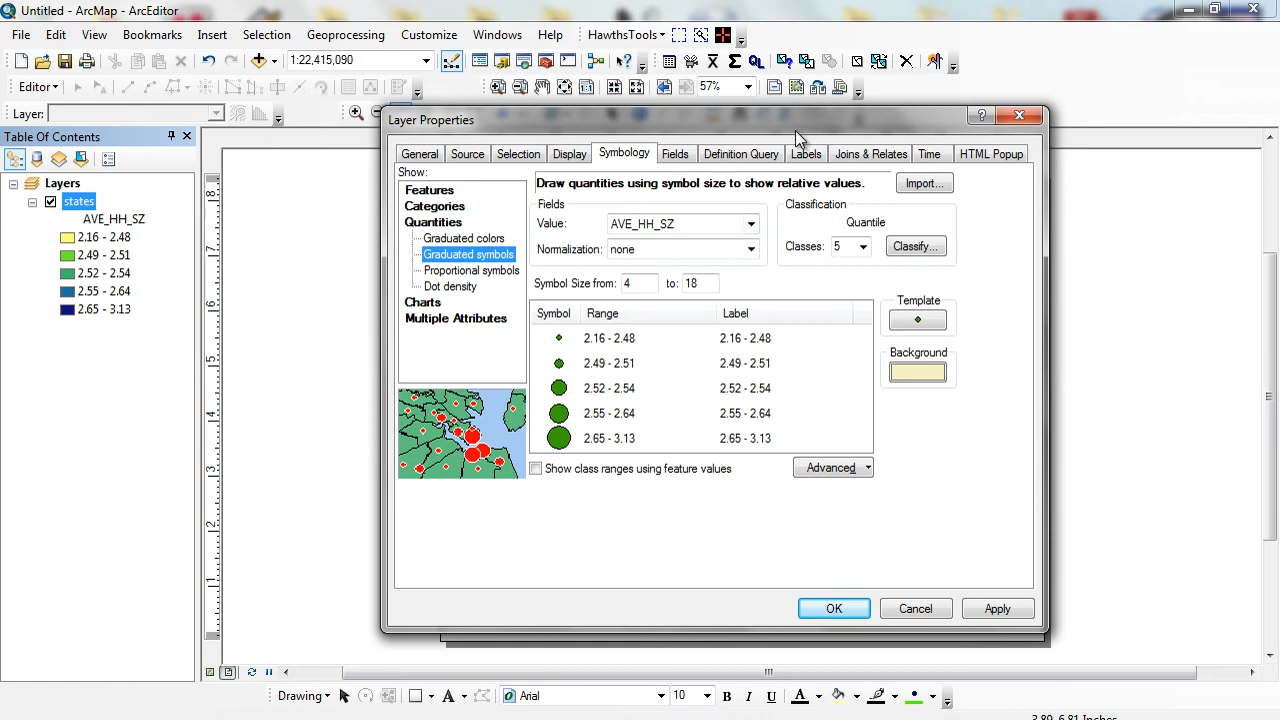 Untitled - ArcMap - ArcEditor
File Edit View Bookmarks Insert Selection Geoprocessing Customize Windows Help HawthsTools
1:22,415,090
Editor 57%
Layer:
Table Of Contents
Layers
states
AVE_HH_SZ
2.16 - 2.48
2.49 - 2.51
2.52 - 2.54
2.55 - 2.64
2.65 - 3.13
Layer Properties
General Source Selection Display Symbology Fields Definition Query Labels Joins & Relates Time HTML Popup
Show:
Features
Categories
Quantities
Graduated colors
Graduated symbols
Proportional symbols
Dot density
Charts
Multiple Attributes
Draw quantities using symbol size to show relative values.
Import...
Fields
Value: AVE_HH_SZ
Normalization: none
Classification
Quantile
Classes: 5 Classify...
Symbol Size from: 4 to: 18
Symbol Range Label
2.16 - 2.48 2.16 - 2.48
2.49 - 2.51 2.49 - 2.51
2.52 - 2.54 2.52 - 2.54
2.55 - 2.64 2.55 - 2.64
2.65 - 3.13 2.65 - 3.13
Template
Background
Show class ranges using feature values
Advanced
OK Cancel Apply
Drawing A Arial 10 B I U A
3.89 6.81 Inches